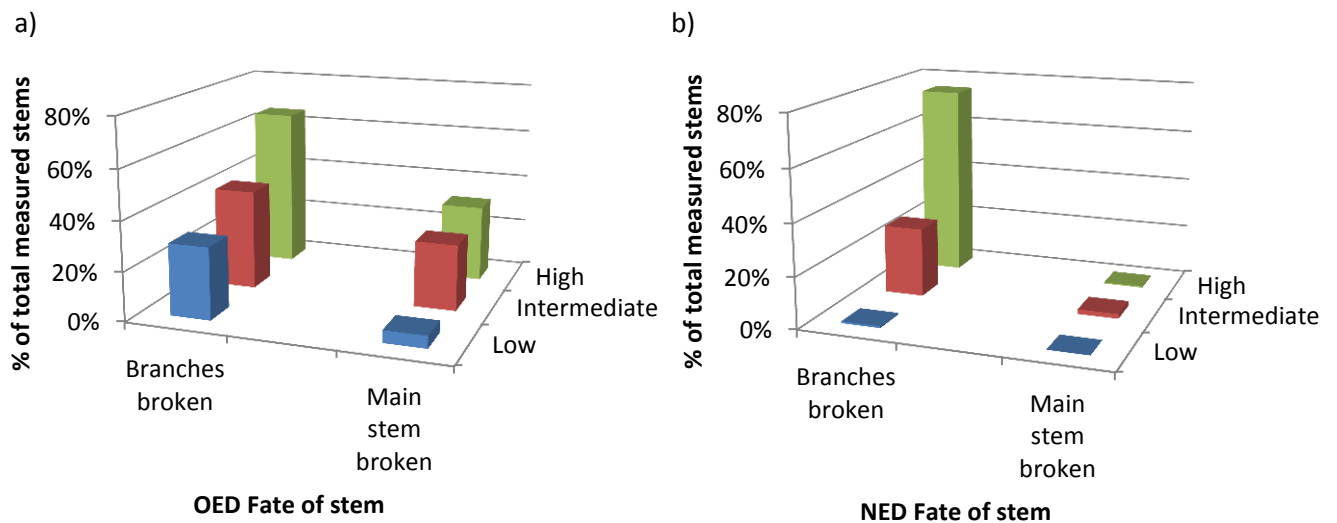 a)
% of total measured stems
80%
60%
40%
20%
0%
Branches
broken
Main
stem
broken
High
Intermediate
Low
OED Fate of stem
b)
% of total measured stems
80%
60%
40%
20%
0%
Branches
broken
Main
stem
broken
High
Intermediate
Low
NED Fate of stem